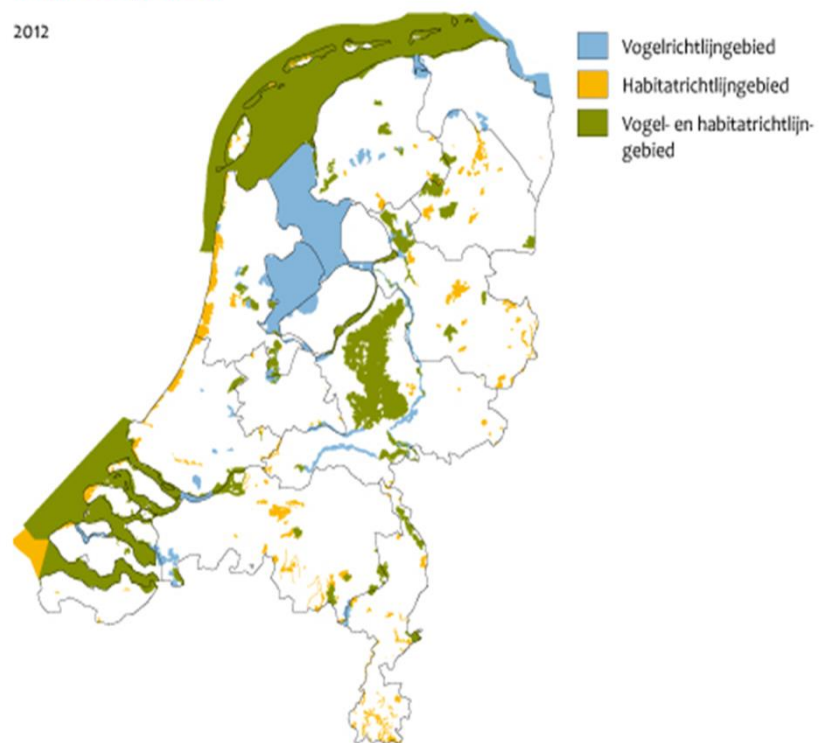 2012
Vogelrichtlijngebied
Habitatrichtlijngebied
Vogel- en habitatrichtlijn-
gebied